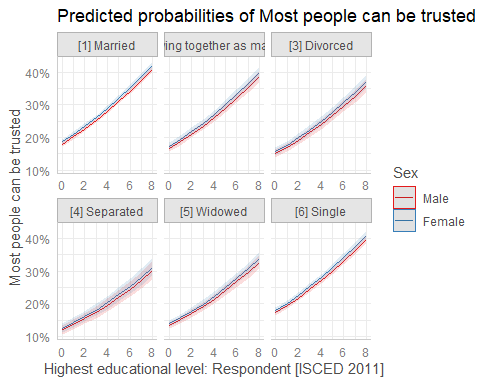 Predicted probabilities of Most people can be trusted
[1] Married
ing together as ma
[3] Divorced
40%
30%
20%
10%
0 2 4 6 8 0 2 4 6 8 0 2 4 6 8
[4] Separated
[5] Widowed
[6] Single
40%
30%
20%
10%
0 2 4 6 8 0 2 4 6 8 0 2 4 6 8
Most people can be trusted
Highest educational level: Respondent [ISCED 2011]
Sex
Male
Female